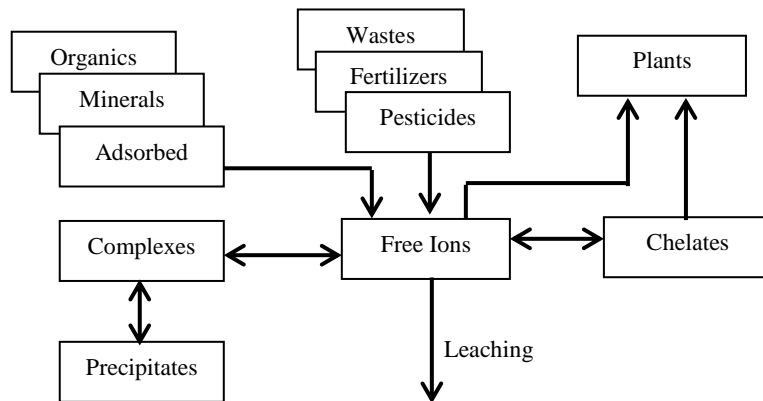 Organics
Minerals
Adsorbed
Wastes
Fertilizers
Pesticides
Plants
Complexes
Free Ions
Chelates
Precipitates
Leaching